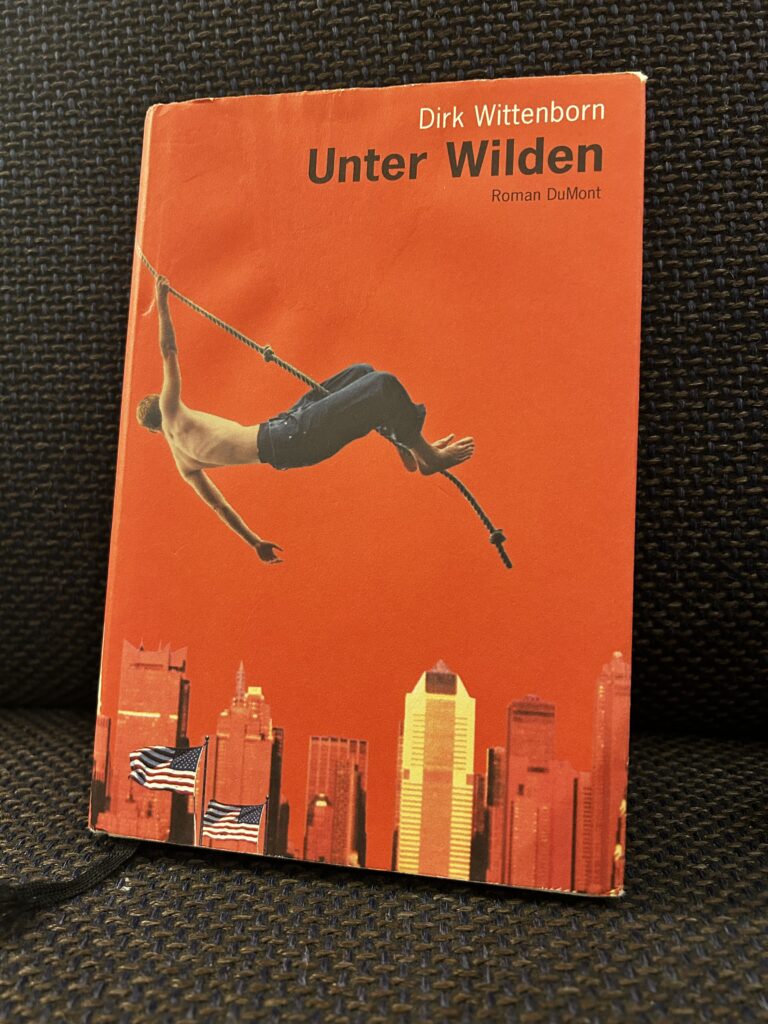 Dirk Wittenborn
Unter Wilden
Roman DuMont